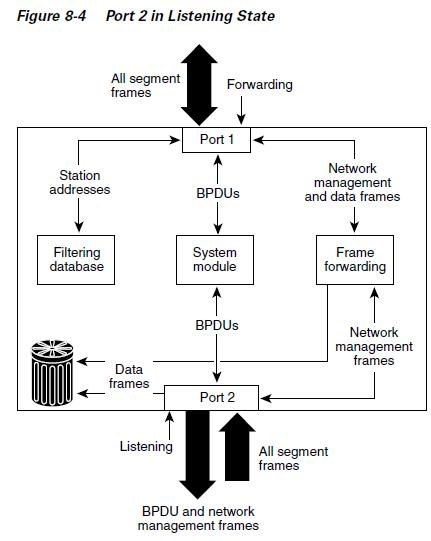 Figure 8-4 Port 2 in Listening State
All segment
frames
Forwarding
Port 1
Station
addresses
BPDUs
Network
management
and data frames
Filtering
database
System
module
Frame
forwarding
BPDUs
Network
management
frames
Data
frames
Port 2
Listening
All segment
frames
BPDU and network
management frames